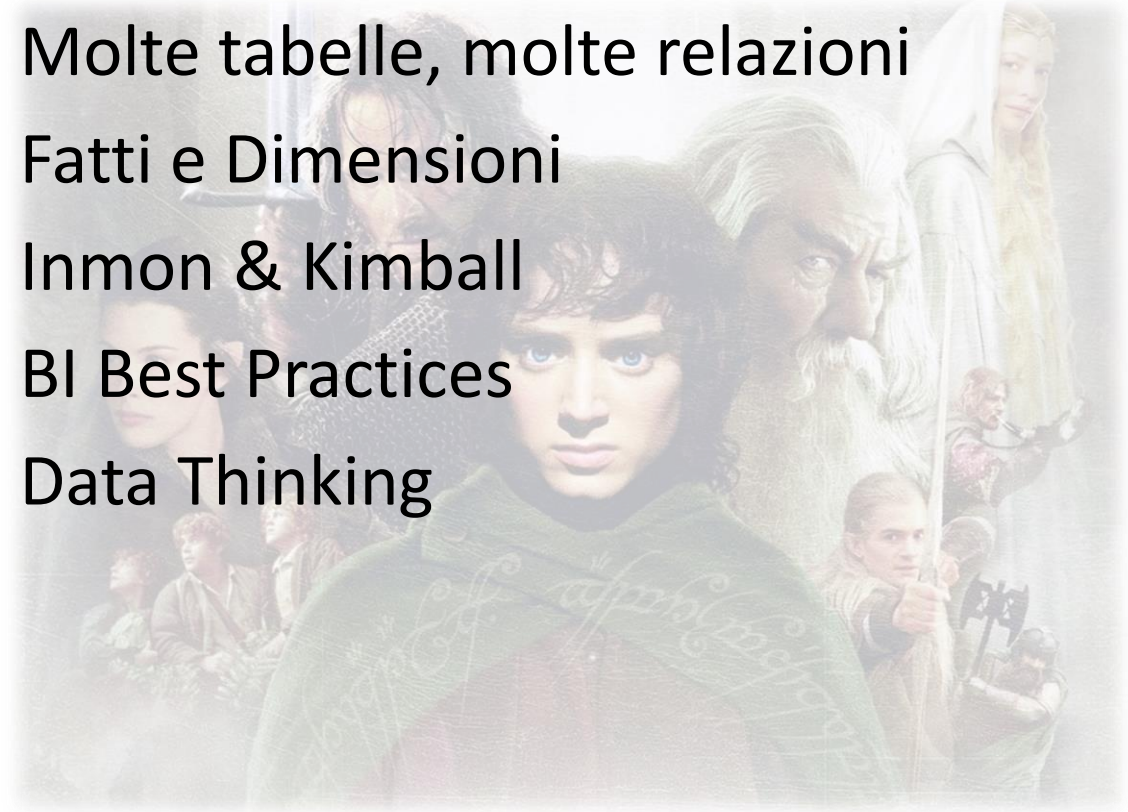 Molte tabelle, molte relazioni
Fatti e Dimensioni
Inmon & Kimball
BI Best Practices
Data Thinking